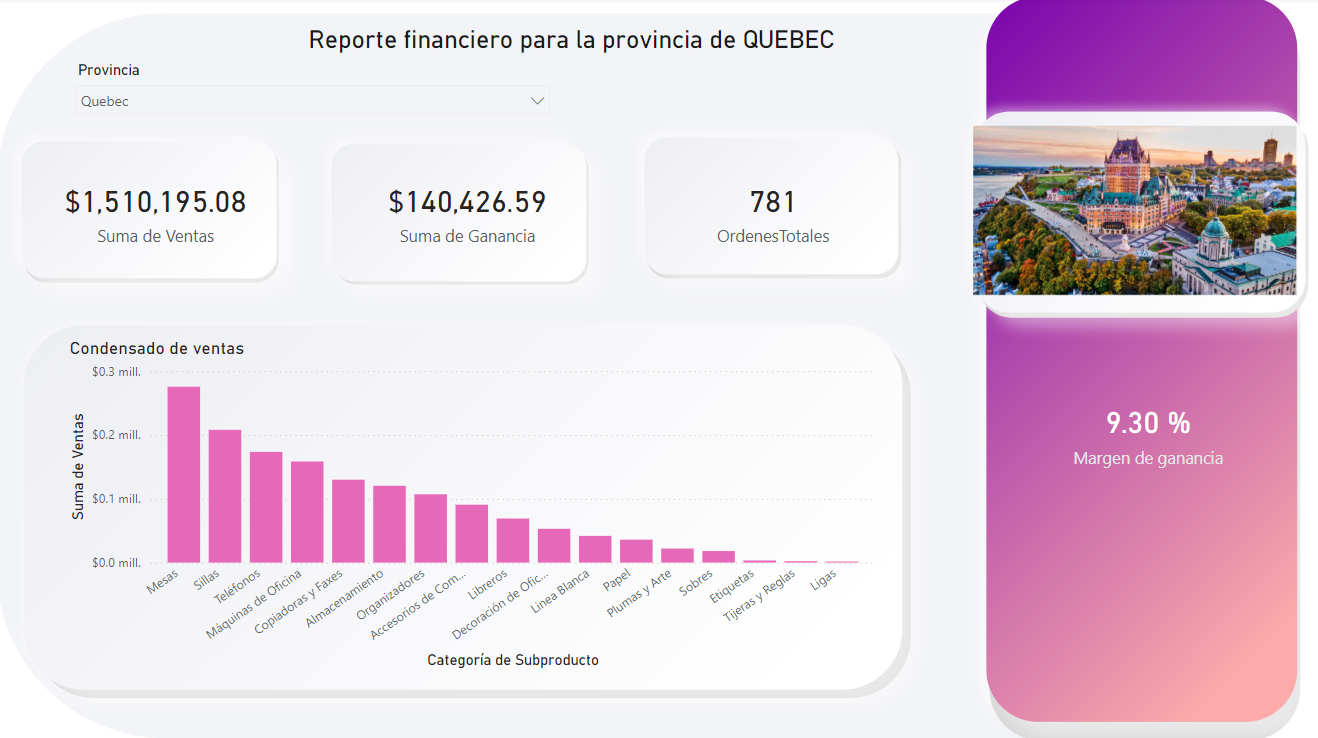 Reporte financiero para la provincia de QUEBEC
Provincia
Quebec
$1,510,195.08
Suma de Ventas
$140,426.59
Suma de Ganancia
781
OrdenesTotales
9.30 %
Margen de ganancia
Condensado de ventas
Suma de Ventas
$0.3 mill.
$0.2 mill.
$0.1 mill.
$0.0 mill.
Mesas
Sillas
Teléfonos
Máquinas de Oficina
Copiadoras y Faxes
Almacenamiento
Organizadores
Accesorios de Com...
Libreros
Decoración de Ofic...
Linea Blanca
Papel
Plumas y Arte
Sobres
Etiquetas
Tijeras y Reglas
Ligas
Categoría de Subproducto